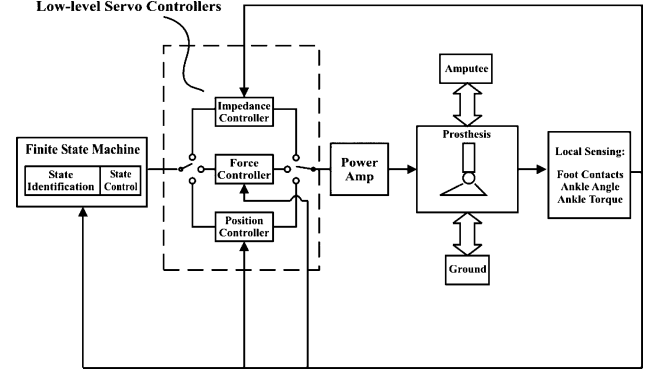 Low-level Servo Controllers
Impedance
Controller
Amputee
Finite State Machine
State
Identification
State
Control
Force
Controller
Power
Amp
Prosthesis
Local Sensing:
Foot Contacts
Ankle Angle
Ankle Torque
Position
Controller
Ground